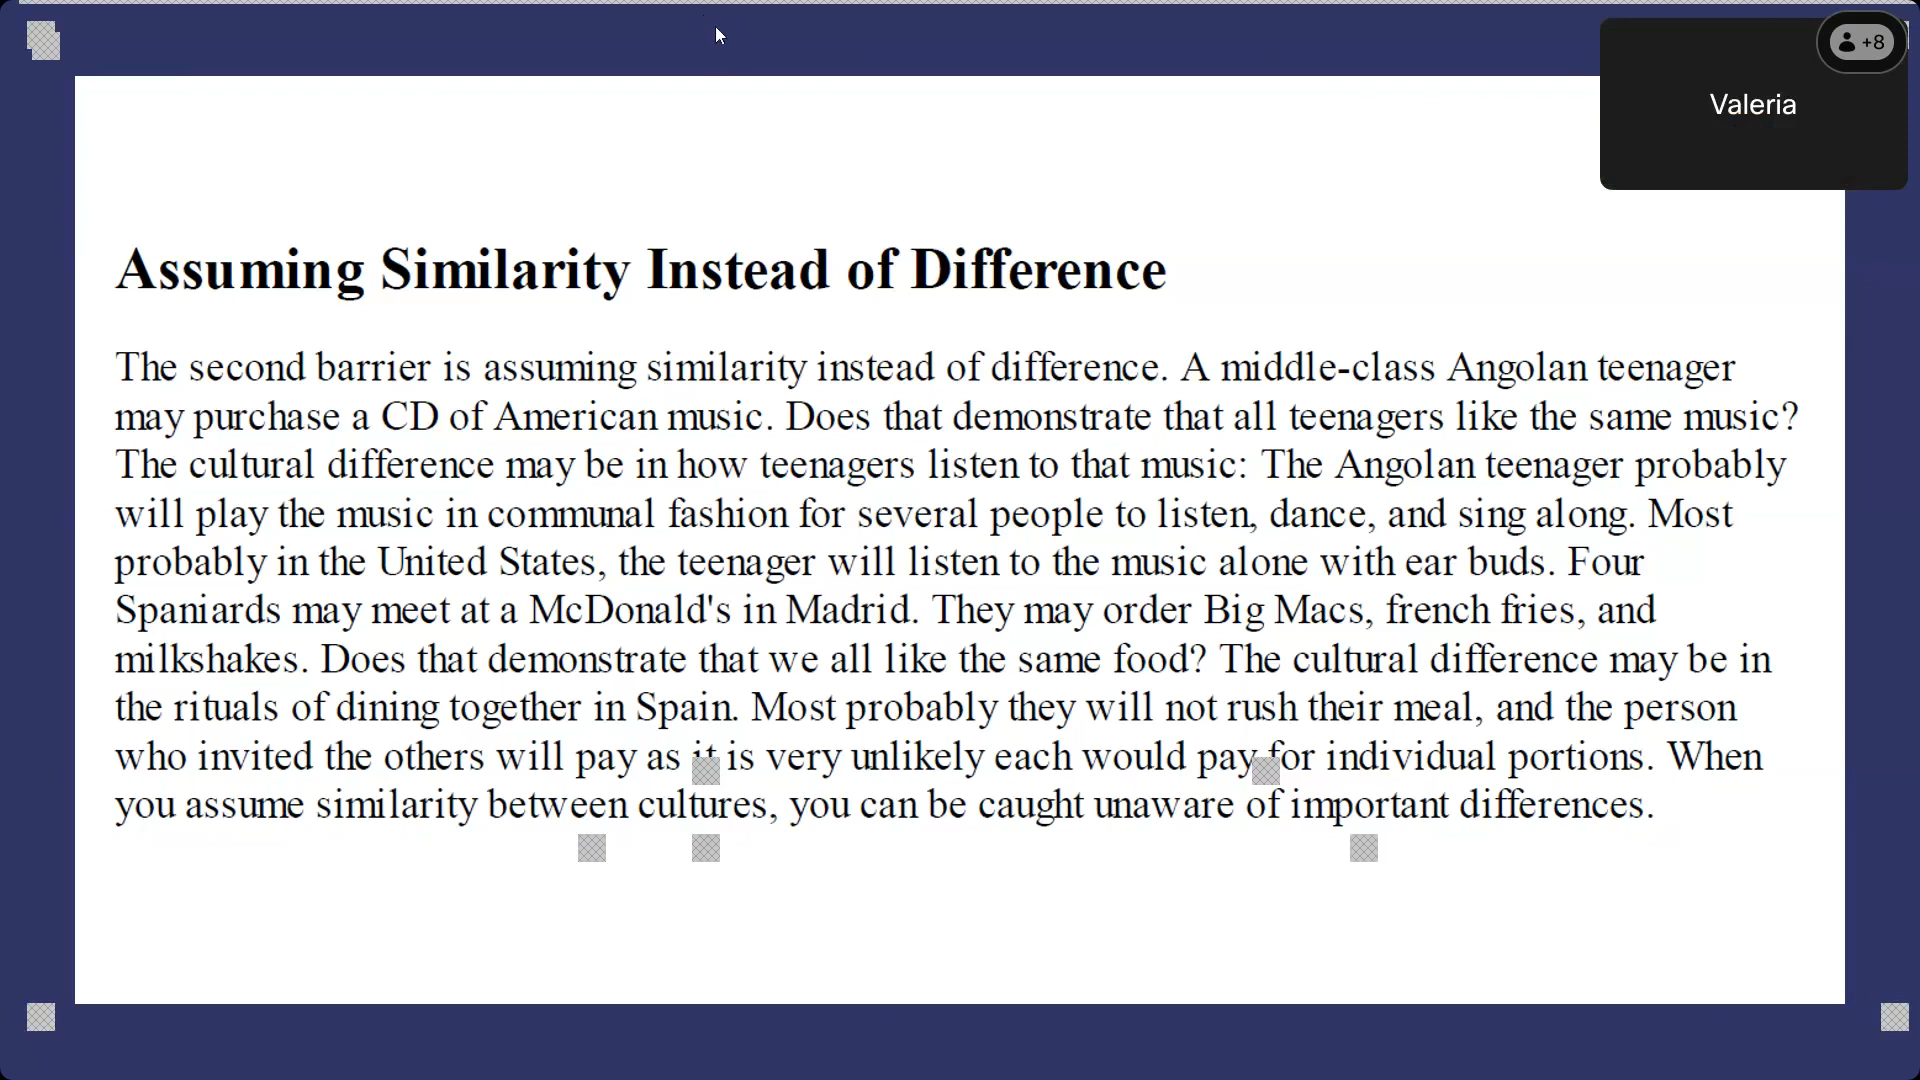 +8
Valeria
Assuming Similarity Instead of Difference
The second barrier is assuming similarity instead of difference. A middle-class Angolan teenager
may purchase a CD of American music. Does that demonstrate that all teenagers like the same music?
The cultural difference may be in how teenagers listen to that music: The Angolan teenager probably
will play the music in communal fashion for several people to listen, dance, and sing along. Most
probably in the United States, the teenager will listen to the music alone with ear buds. Four
Spaniards may meet at a McDonald's in Madrid. They may order Big Macs, french fries, and
milkshakes. Does that demonstrate that we all like the same food? The cultural difference may be in
the rituals of dining together in Spain. Most probably they will not rush their meal, and the person
who invited the others will pay as it is very unlikely each would pay for individual portions. When
you assume similarity between cultures, you can be caught unaware of important differences.